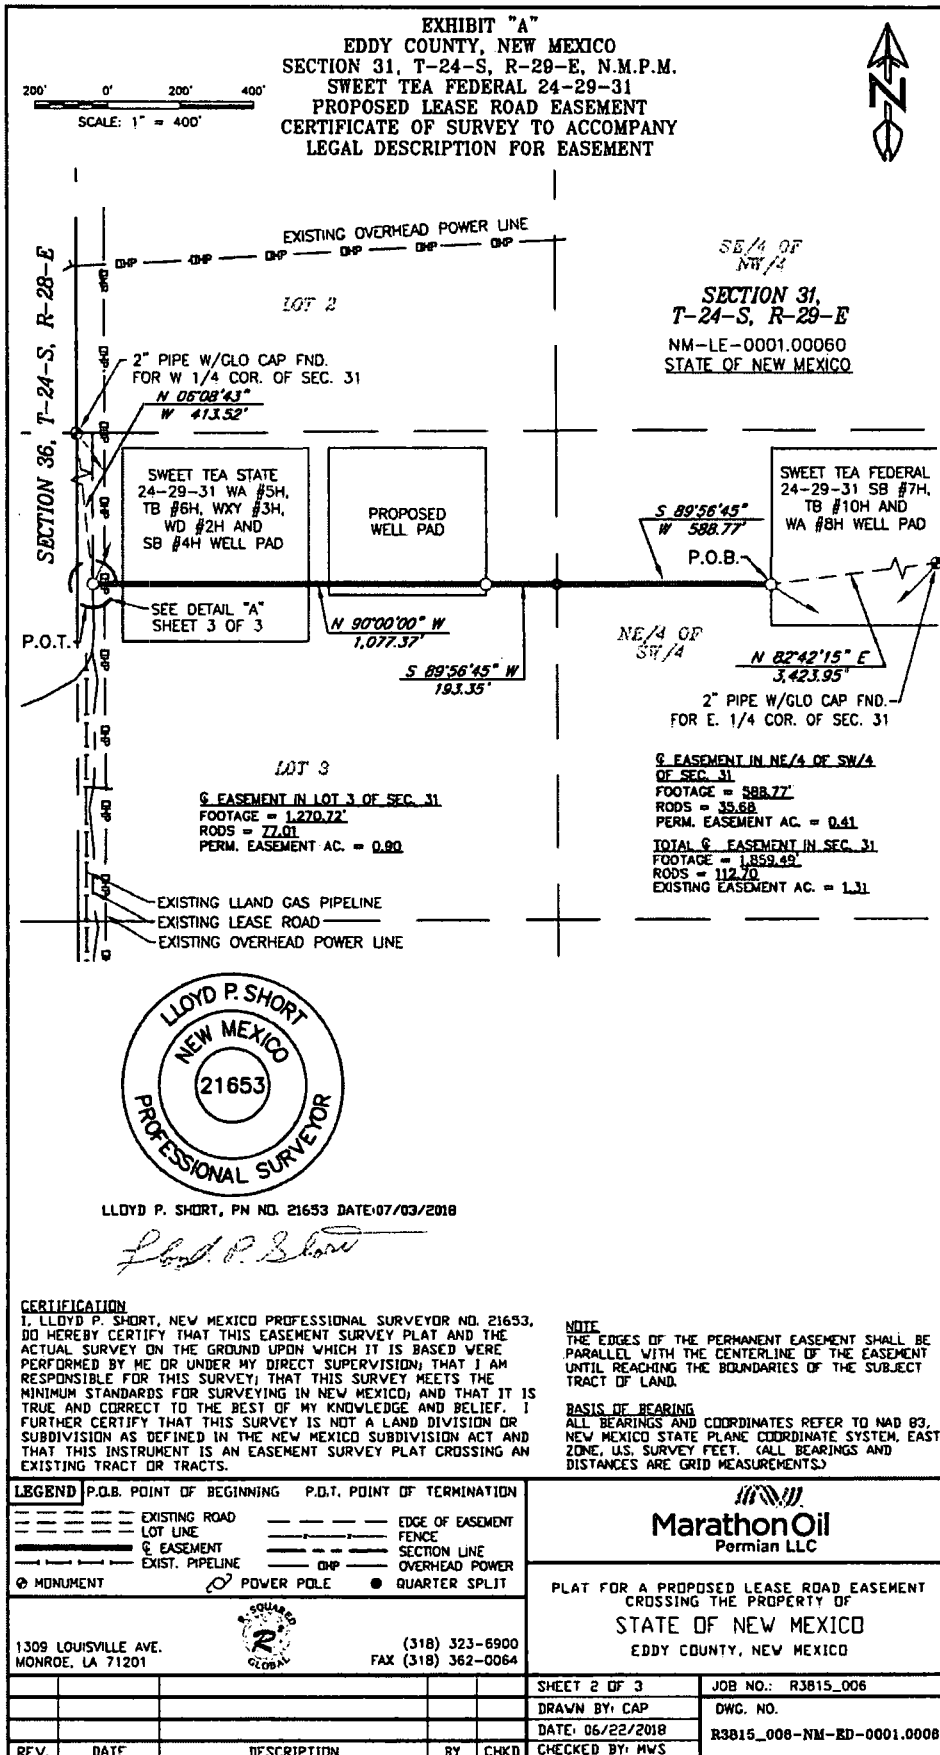 EXHIBIT "A"
EDDY COUNTY, NEW MEXICO
SECTION 31, T-24-S, R-29-E, N.M.P.M.
SWEET TEA FEDERAL 24-29-31
PROPOSED LEASE ROAD EASEMENT
CERTIFICATE OF SURVEY TO ACCOMPANY
LEGAL DESCRIPTION FOR EASEMENT
200' 0' 200' 400'
SCALE: 1" = 400'
N
EXISTING OVERHEAD POWER LINE
OHP OHP OHP OHP OHP OHP
SECTION 36, T-24-S, R-28-E
LOT 2
SE/4 OF
NW/4
SECTION 31,
T-24-S, R-29-E
NM-LE-0001.00060
STATE OF NEW MEXICO
2" PIPE W/GLO CAP FND.
FOR W 1/4 COR. OF SEC. 31
N 06°08'43"
W 413.52'
SWEET TEA STATE
24-29-31 WA #5H,
TB #6H, WXY #3H,
WD #2H AND
SB #4H WELL PAD
PROPOSED
WELL PAD
SWEET TEA FEDERAL
24-29-31 SB #7H,
TB #10H AND
WA #8H WELL PAD
S 89°56'45"
W 588.77'
P.O.B.
SEE DETAIL "A"
SHEET 3 OF 3
P.O.T.
N 90°00'00" W
1,077.37'
S 89°56'45" W
193.35'
NE/4 OF
SW/4
N 82°42'15" E
3,423.95'
2" PIPE W/GLO CAP FND.
FOR E. 1/4 COR. OF SEC. 31
LOT 3
℄ EASEMENT IN LOT 3 OF SEC. 31
FOOTAGE = 1,270.72'
RODS = 77.01
PERM. EASEMENT AC. = 0.90
℄ EASEMENT IN NE/4 OF SW/4
OF SEC. 31
FOOTAGE = 588.77'
RODS = 35.68
PERM. EASEMENT AC. = 0.41
TOTAL ℄ EASEMENT IN SEC. 31
FOOTAGE = 1,859.49'
RODS = 112.70
EXISTING EASEMENT AC. = 1.31
EXISTING LLAND GAS PIPELINE
EXISTING LEASE ROAD
EXISTING OVERHEAD POWER LINE
LLOYD P. SHORT
NEW MEXICO
21653
PROFESSIONAL SURVEYOR
LLOYD P. SHORT, PN NO. 21653 DATE:07/03/2018
Lloyd P. Short
CERTIFICATION
I, LLOYD P. SHORT, NEW MEXICO PROFESSIONAL SURVEYOR NO. 21653,
DO HEREBY CERTIFY THAT THIS EASEMENT SURVEY PLAT AND THE
ACTUAL SURVEY ON THE GROUND UPON WHICH IT IS BASED WERE
PERFORMED BY ME OR UNDER MY DIRECT SUPERVISION; THAT I AM
RESPONSIBLE FOR THIS SURVEY; THAT THIS SURVEY MEETS THE
MINIMUM STANDARDS FOR SURVEYING IN NEW MEXICO; AND THAT IT IS
TRUE AND CORRECT TO THE BEST OF MY KNOWLEDGE AND BELIEF. I
FURTHER CERTIFY THAT THIS SURVEY IS NOT A LAND DIVISION OR
SUBDIVISION AS DEFINED IN THE NEW MEXICO SUBDIVISION ACT AND
THAT THIS INSTRUMENT IS AN EASEMENT SURVEY PLAT CROSSING AN
EXISTING TRACT OR TRACTS.
NOTE
THE EDGES OF THE PERMANENT EASEMENT SHALL BE
PARALLEL WITH THE CENTERLINE OF THE EASEMENT
UNTIL REACHING THE BOUNDARIES OF THE SUBJECT
TRACT OF LAND.
BASIS OF BEARING
ALL BEARINGS AND COORDINATES REFER TO NAD 83,
NEW MEXICO STATE PLANE COORDINATE SYSTEM, EAST
ZONE, U.S. SURVEY FEET. (ALL BEARINGS AND
DISTANCES ARE GRID MEASUREMENTS.)
LEGEND P.O.B. POINT OF BEGINNING P.O.T. POINT OF TERMINATION
EXISTING ROAD
LOT LINE
℄ EASEMENT
EXIST. PIPELINE
EDGE OF EASEMENT
FENCE
SECTION LINE
OHP OVERHEAD POWER
MONUMENT POWER POLE QUARTER SPLIT
MarathonOil
Permian LLC
PLAT FOR A PROPOSED LEASE ROAD EASEMENT
CROSSING THE PROPERTY OF
STATE OF NEW MEXICO
EDDY COUNTY, NEW MEXICO
1309 LOUISVILLE AVE.
MONROE, LA 71201
R-SQUARED
R
GLOBAL
(318) 323-6900
FAX (318) 362-0064
SHEET 2 OF 3
JOB NO.: R3815_006
DRAWN BY: CAP
DWG. NO.
R3815_008-NM-ED-0001.0008
DATE: 06/22/2018
CHECKED BY: MWS
REV. DATE DESCRIPTION BY CHKD